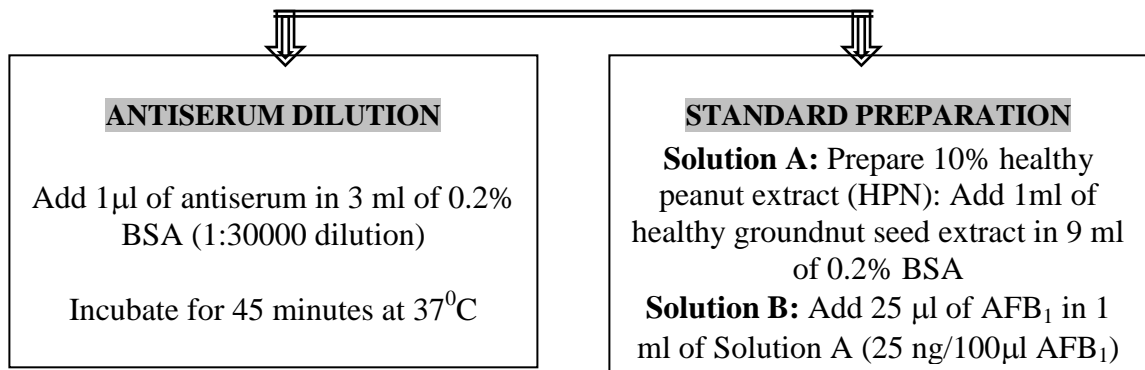 ANTISERUM DILUTION
Add 1μl of antiserum in 3 ml of 0.2%
BSA (1:30000 dilution)
Incubate for 45 minutes at 37⁰C
STANDARD PREPARATION
Solution A: Prepare 10% healthy
peanut extract (HPN): Add 1ml of
healthy groundnut seed extract in 9 ml
of 0.2% BSA
Solution B: Add 25 μl of AFB₁ in 1
ml of Solution A (25 ng/100μl AFB₁)